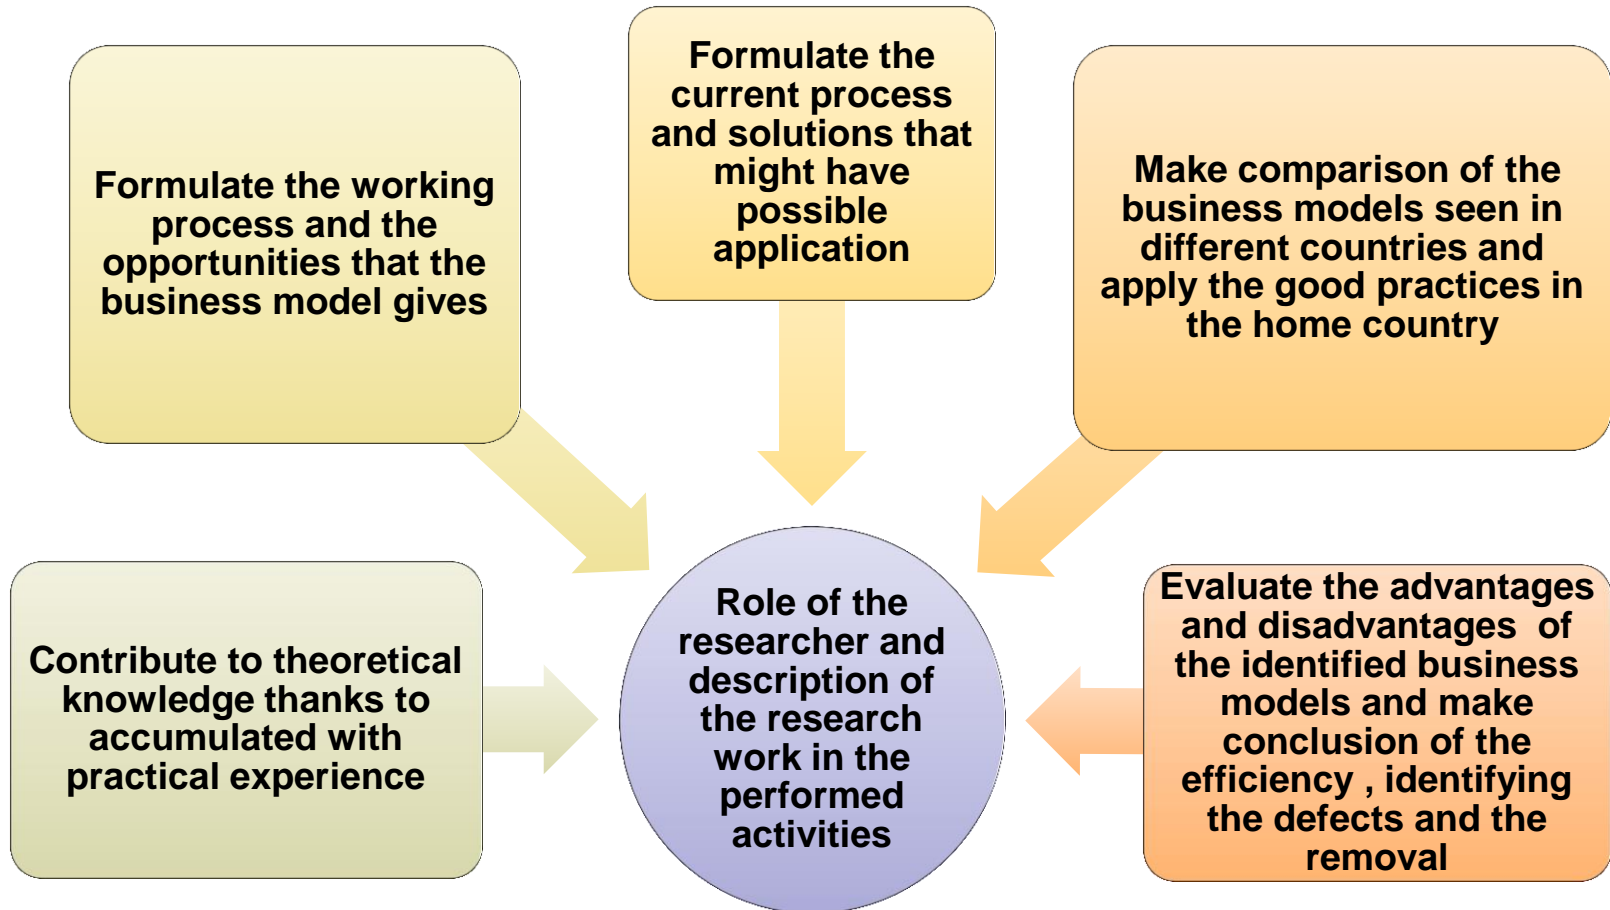 Formulate the working
process and the
opportunities that the
business model gives
Formulate the
current process
and solutions that
might have
possible
application
Make comparison of the
business models seen in
different countries and
apply the good practices in
the home country
Contribute to theoretical
knowledge thanks to
accumulated with
practical experience
Role of the
researcher and
description of
the research
work in the
performed
activities
Evaluate the advantages
and disadvantages of
the identified business
models and make
conclusion of the
efficiency , identifying
the defects and the
removal